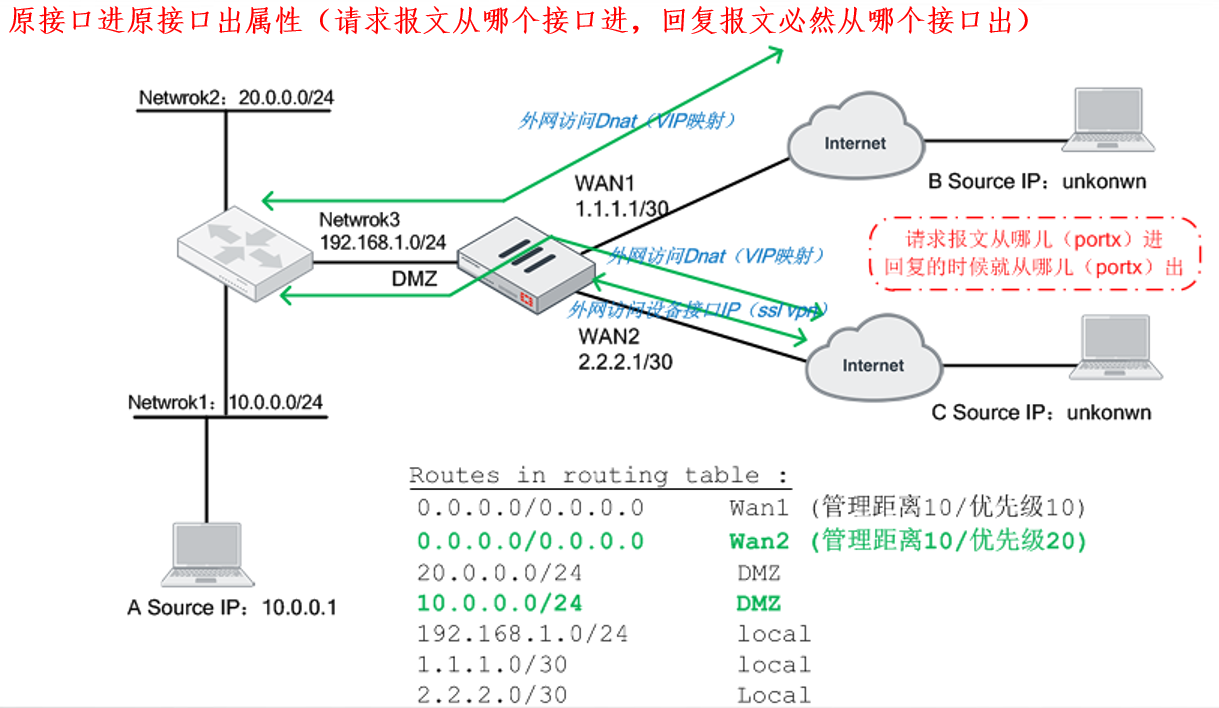 原接口进原接口出属性（请求报文从哪个接口进，回复报文必然从哪个接口出）
Netwrok2：20.0.0.0/24
外网访问Dnat（VIP映射）
Internet
B Source IP：unkonwn
WAN1
1.1.1.1/30
Netwrok3
192.168.1.0/24
DMZ
请求报文从哪儿（portx）进
回复的时候就从哪儿（portx）出
外网访问Dnat（VIP映射）
外网访问设备接口IP（ssl vpn）
WAN2
2.2.2.1/30
Internet
C Source IP：unkonwn
Netwrok1：10.0.0.0/24
A Source IP：10.0.0.1
Routes in routing table :
0.0.0.0/0.0.0.0 Wan1 (管理距离10/优先级10)
0.0.0.0/0.0.0.0 Wan2 (管理距离10/优先级20)
20.0.0.0/24 DMZ
10.0.0.0/24 DMZ
192.168.1.0/24 local
1.1.1.0/30 local
2.2.2.0/30 Local